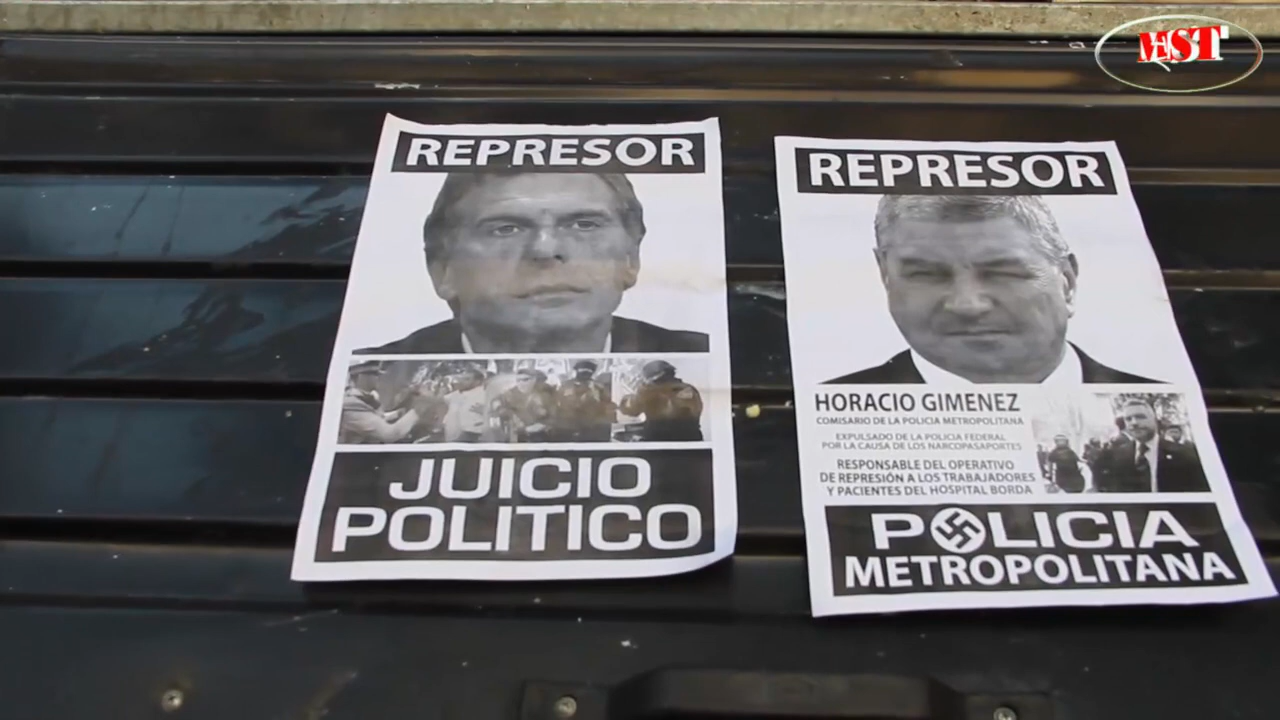 REPRESOR
JUICIO
POLITICO
REPRESOR
HORACIO GIMENEZ
COMISARIO DE LA POLICIA METROPOLITANA
EXPULSADO DE LA POLICIA FEDERAL
POR LA CAUSA DE LOS NARCOPASAPORTES
RESPONSABLE DEL OPERATIVO
DE REPRESIÓN A LOS TRABAJADORES
Y PACIENTES DEL HOSPITAL BORDA
POLICIA
METROPOLITANA